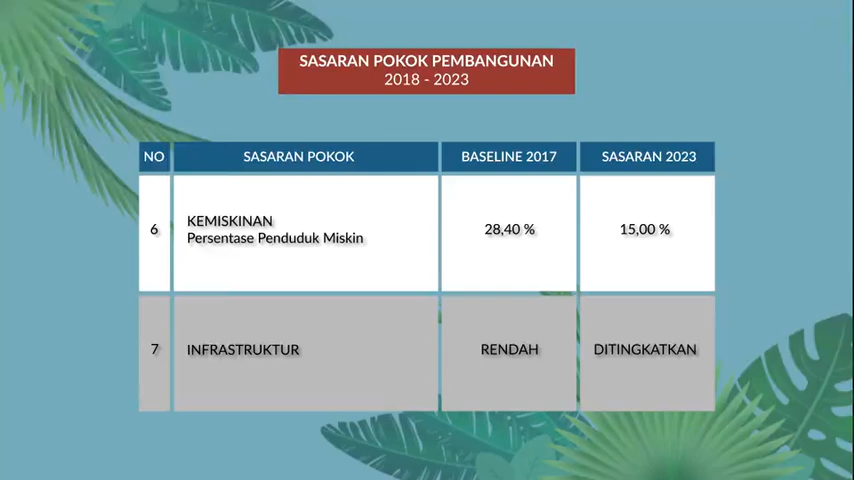 SASARAN POKOK PEMBANGUNAN
2018 - 2023
NO SASARAN POKOK BASELINE 2017 SASARAN 2023
6 KEMISKINAN
Persentase Penduduk Miskin 28,40 % 15,00 %
7 INFRASTRUKTUR RENDAH DITINGKATKAN